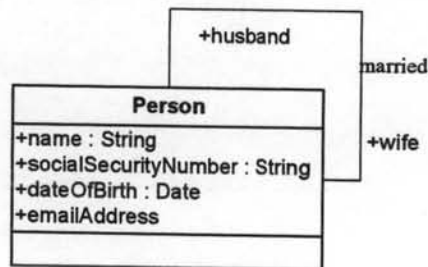 +husband
married
Person
+name : String
+socialSecurityNumber : String
+wife
+dateOfBirth : Date
+emailAddress